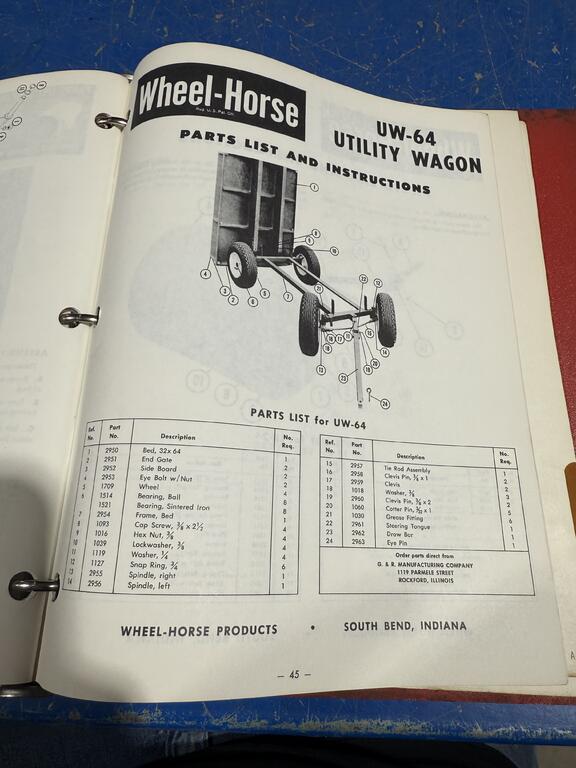 Wheel-Horse
Reg. U.S. Pat. Off.
UW-64
UTILITY WAGON
PARTS LIST AND INSTRUCTIONS
PARTS LIST for UW-64
Ref. No. Part No. Description No. Req.
1 2950 Bed, 32x64 1
2 2951 End Gate 2
3 2952 Side Board 2
4 2953 Eye Bolt w/Nut 2
5 1709 Wheel 4
6 1514 Bearing, Ball 8
1521 Bearing, Sintered Iron 8
7 2954 Frame, Bed 1
8 1093 Cap Screw, 3/8 x 2 1/2 4
9 1016 Hex Nut, 3/8 4
10 1039 Lockwasher, 3/8 4
11 1119 Washer, 1/4 4
12 1127 Snap Ring, 3/4 6
13 2955 Spindle, right 1
14 2956 Spindle, left 1
Ref. No. Part No. Description No. Req.
15 2957 Tie Rod Assembly 1
16 2958 Clevis Pin, 3/8 x 1 2
17 2959 Clevis 2
18 1018 Washer, 3/8 3
19 2960 Clevis Pin, 3/8 x 2 2
20 1060 Cotter Pin, 3/32 x 1 5
21 1030 Grease Fitting 6
22 2961 Steering Tongue 1
23 2962 Draw Bar 1
24 2963 Eye Pin 1
Order parts direct from
G. & R. MANUFACTURING COMPANY
1119 PARMELE STREET
ROCKFORD, ILLINOIS
WHEEL-HORSE PRODUCTS • SOUTH BEND, INDIANA
— 45 —